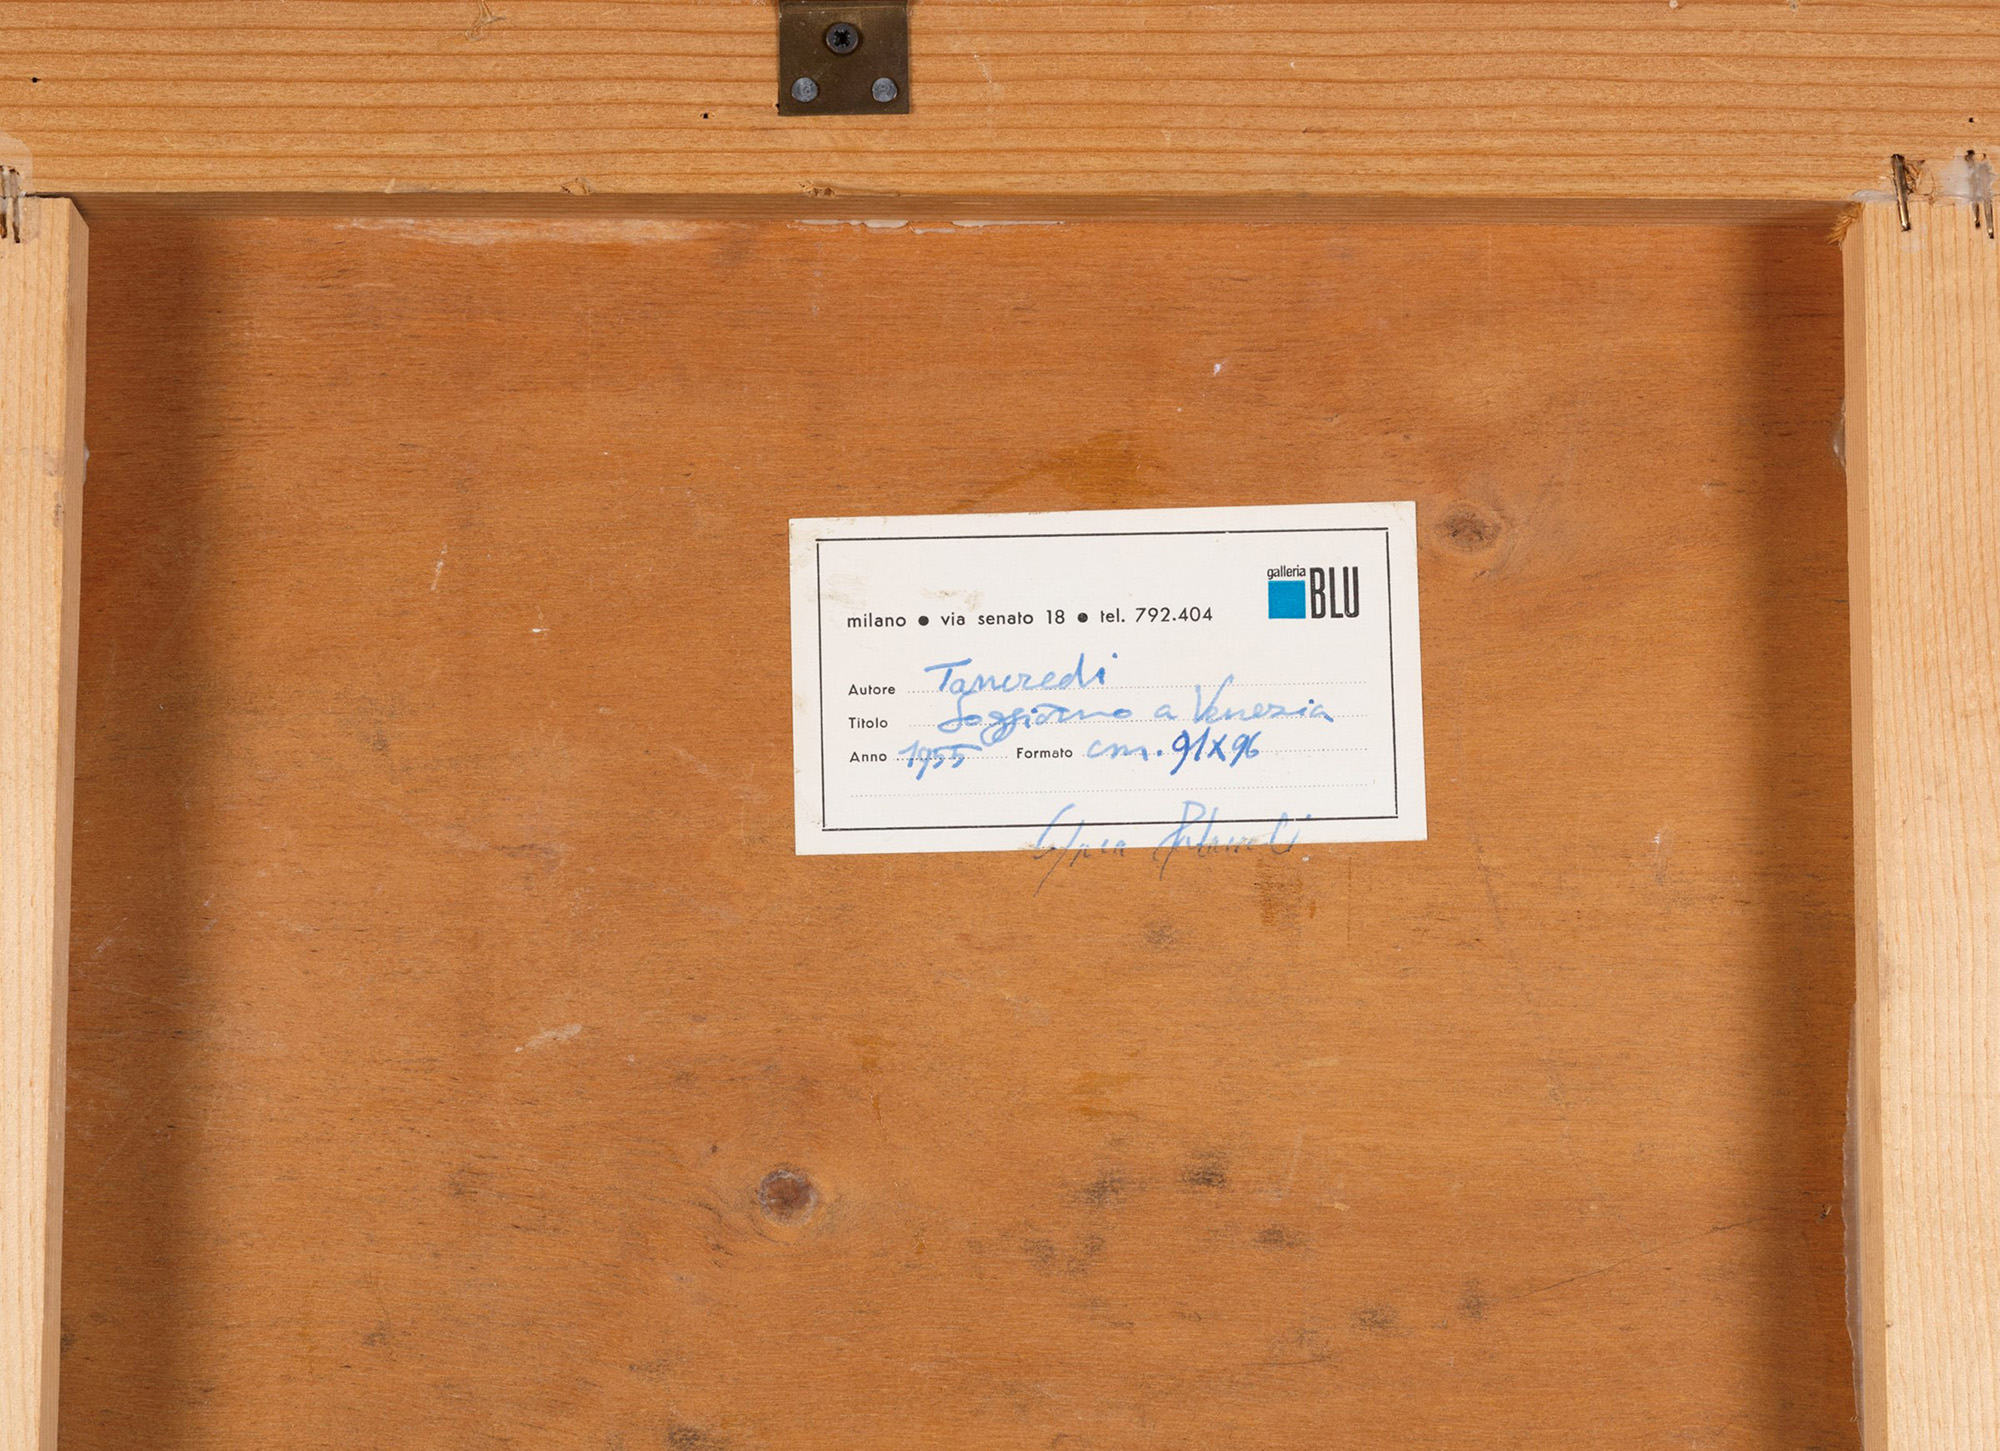 galleria BLU
milano ● via senato 18 ● tel. 792.404
Autore Tancredi
Titolo Soggiorno a Venezia
Anno 1955 Formato cm. 91x96